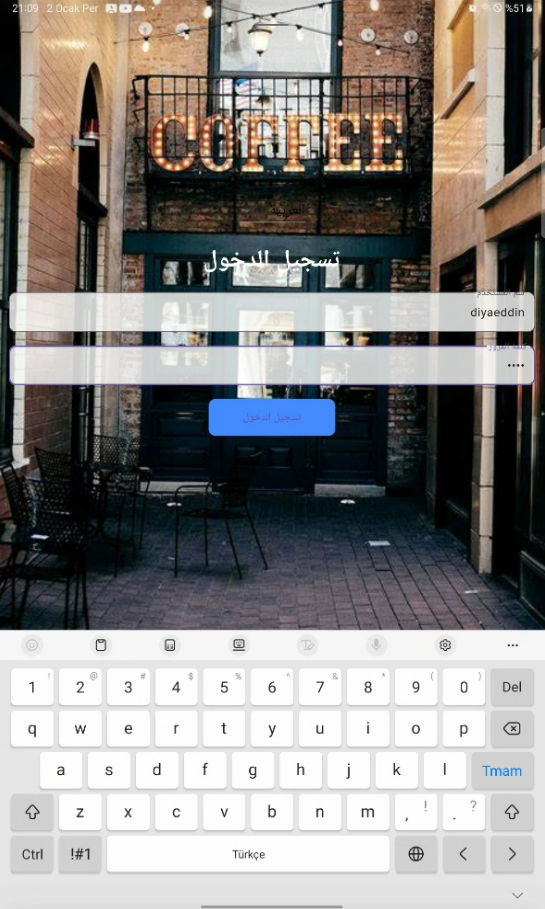 21:09 2 Ocak Per %51
COFFEE
تسجيل الدخول
اسم المستخدم
diyaeddin
كلمة المرور
••••
تسجيل الدخول
1 ! 2 @ 3 # 4 $ 5 % 6 ^ 7 & 8 * 9 ( 0 ) Del
q w e r t y u i o p
a s d f g h j k l Tmam
z x c v b n m , ! . ?
Ctrl !#1 Türkçe